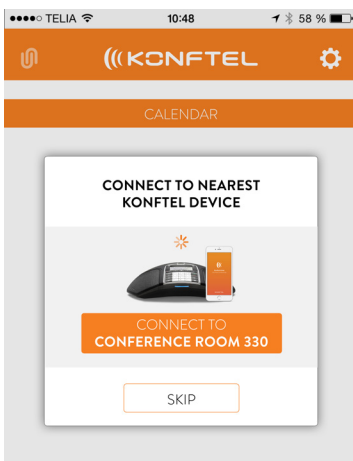 TELIA 10:48 58 %
KONFTEL
CALENDAR
CONNECT TO NEAREST
KONFTEL DEVICE
CONNECT TO
CONFERENCE ROOM 330
SKIP